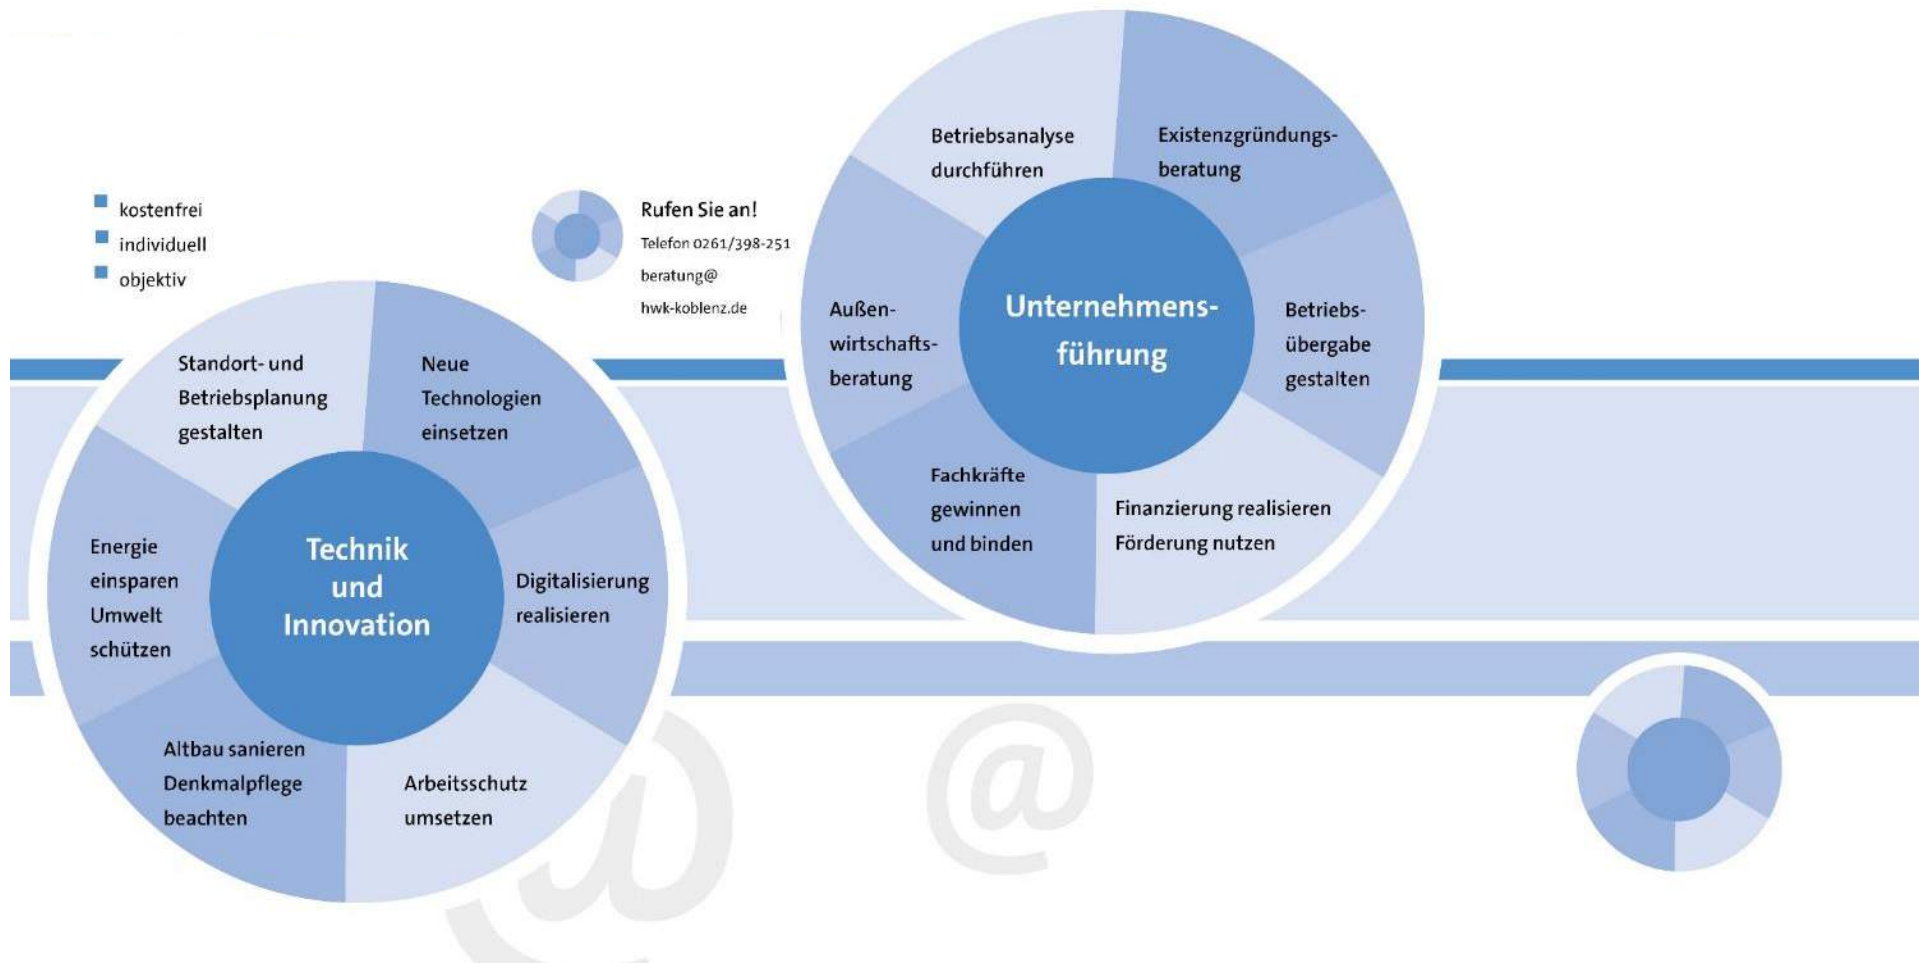 kostenfrei
individuell
objektiv
Rufen Sie an!
Telefon 0261/398-251
beratung@
hwk-koblenz.de
Technik
und
Innovation
Standort- und
Betriebsplanung
gestalten
Neue
Technologien
einsetzen
Digitalisierung
realisieren
Arbeitsschutz
umsetzen
Altbau sanieren
Denkmalpflege
beachten
Energie
einsparen
Umwelt
schützen
Unternehmens-
führung
Betriebsanalyse
durchführen
Existenzgründungs-
beratung
Betriebs-
übergabe
gestalten
Finanzierung realisieren
Förderung nutzen
Fachkräfte
gewinnen
und binden
Außen-
wirtschafts-
beratung
@
@